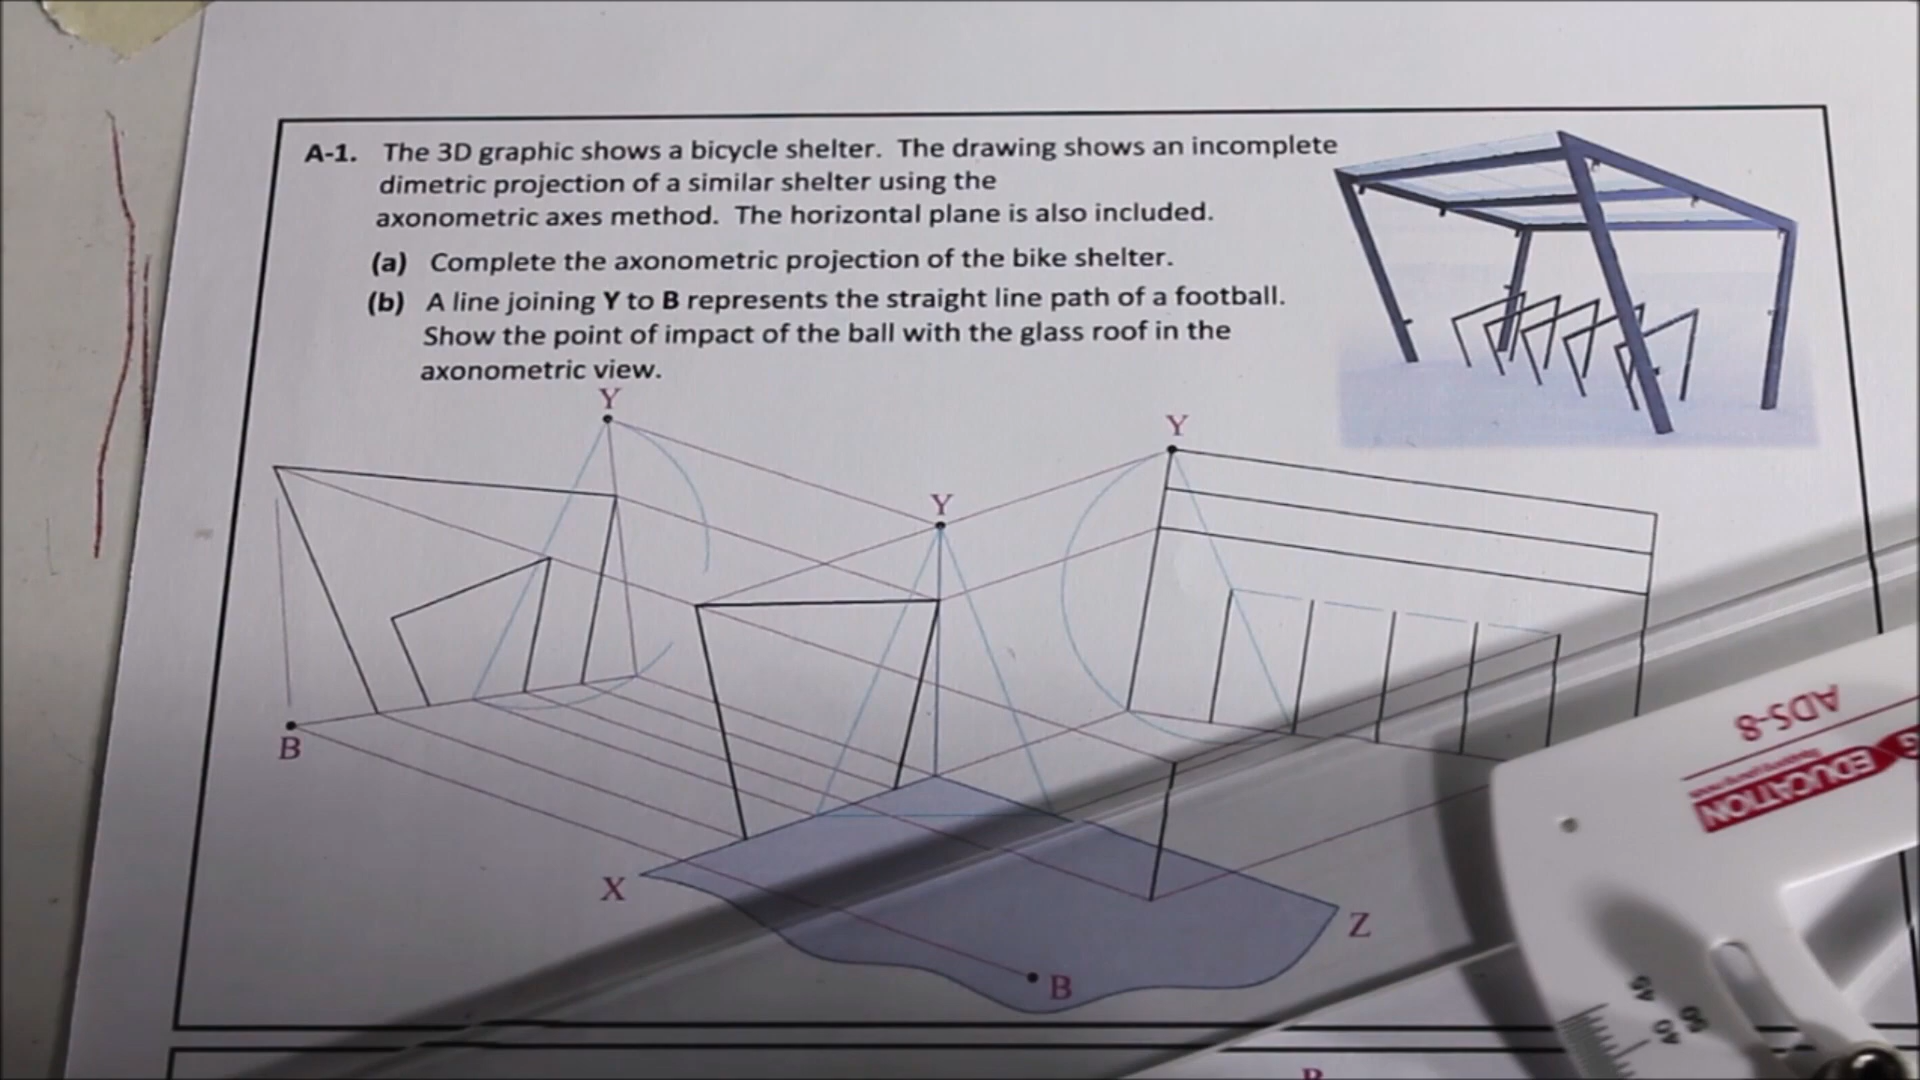 A-1. The 3D graphic shows a bicycle shelter. The drawing shows an incomplete
dimetric projection of a similar shelter using the
axonometric axes method. The horizontal plane is also included.
(a) Complete the axonometric projection of the bike shelter.
(b) A line joining Y to B represents the straight line path of a football.
Show the point of impact of the ball with the glass roof in the
axonometric view.
Y
Y
Y
B
X
Z
B
ADS-8
EDUCATION